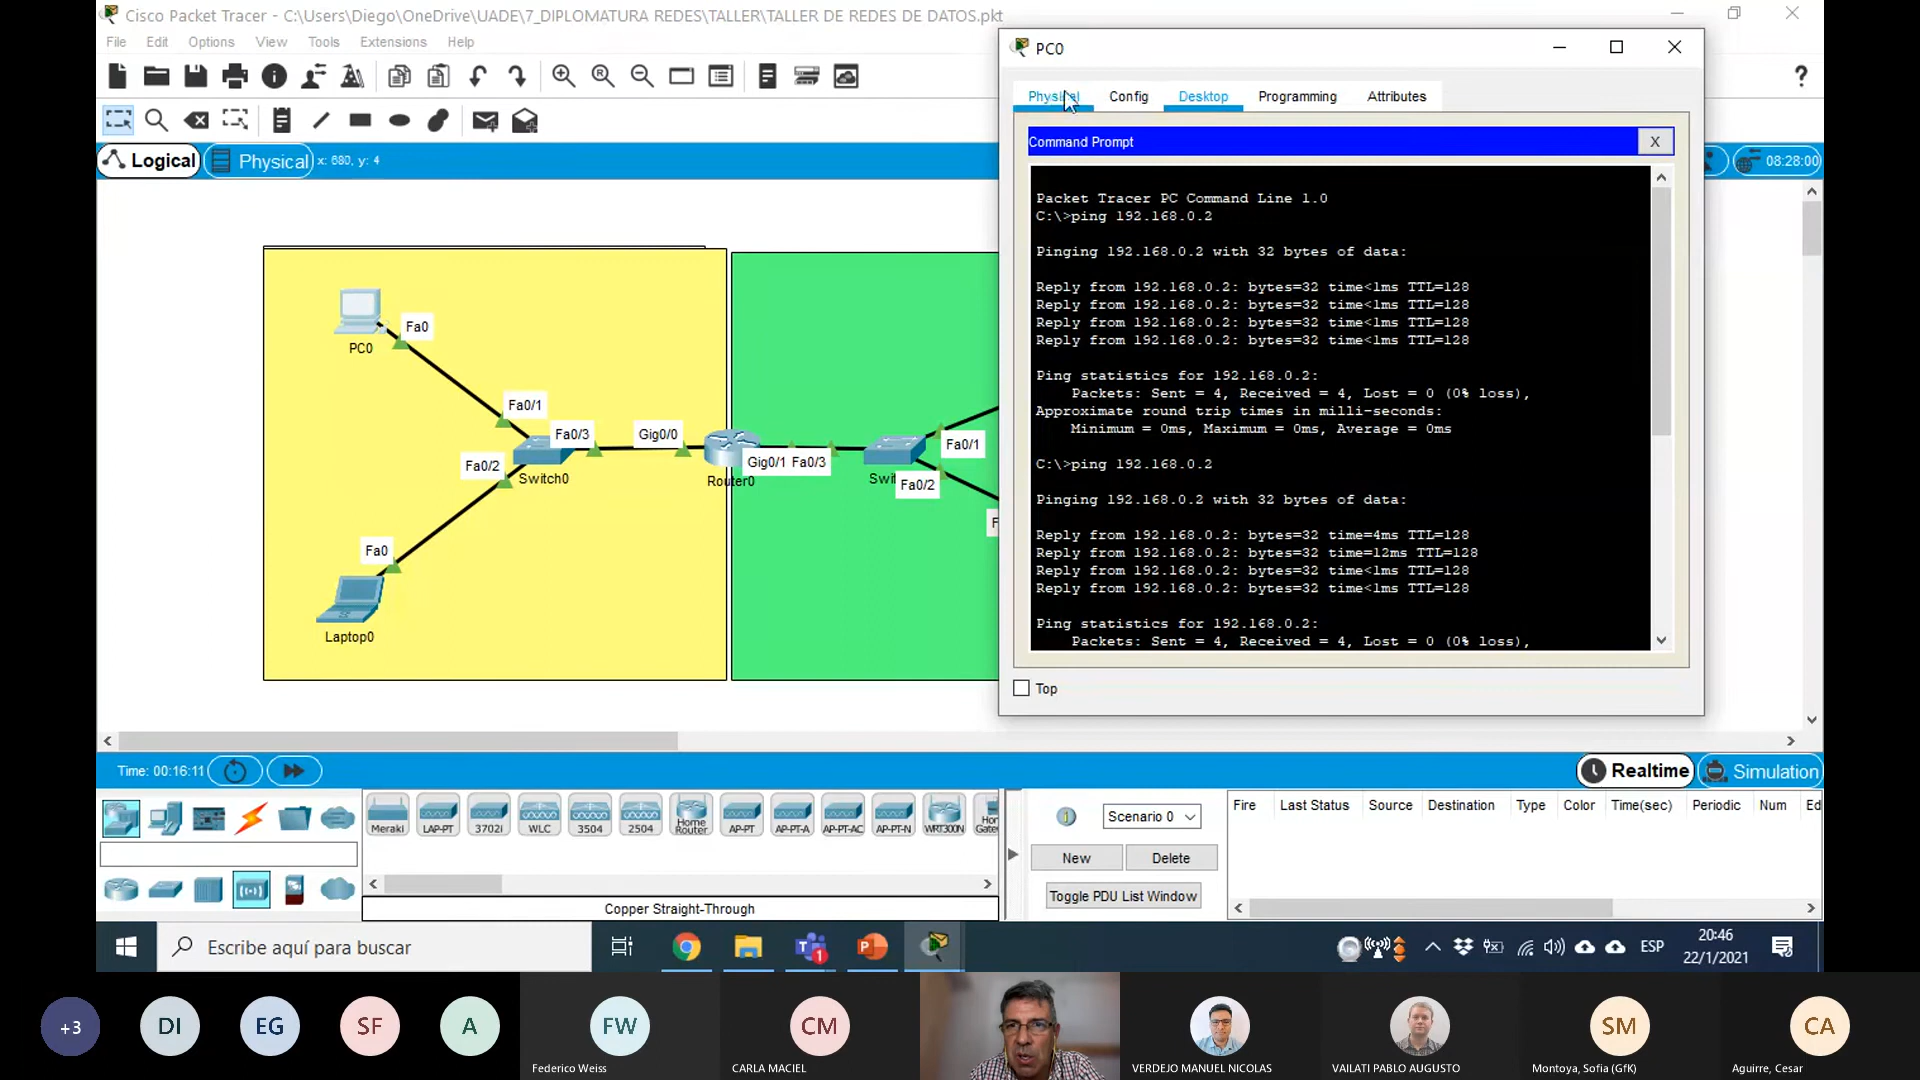 Cisco Packet Tracer - C:\Users\Diego\OneDrive\UADE\7_DIPLOMATURA REDES\TALLER\TALLER DE REDES DE DATOS.pkt
File Edit Options View Tools Extensions Help
Logical
Physical
x: 680, y: 4
08:28:00
PC0
Physical Config Desktop Programming Attributes
Command Prompt
X
Packet Tracer PC Command Line 1.0
C:\>ping 192.168.0.2
Pinging 192.168.0.2 with 32 bytes of data:
Reply from 192.168.0.2: bytes=32 time<1ms TTL=128
Reply from 192.168.0.2: bytes=32 time<1ms TTL=128
Reply from 192.168.0.2: bytes=32 time<1ms TTL=128
Reply from 192.168.0.2: bytes=32 time<1ms TTL=128
Ping statistics for 192.168.0.2:
Packets: Sent = 4, Received = 4, Lost = 0 (0% loss),
Approximate round trip times in milli-seconds:
Minimum = 0ms, Maximum = 0ms, Average = 0ms
C:\>ping 192.168.0.2
Pinging 192.168.0.2 with 32 bytes of data:
Reply from 192.168.0.2: bytes=32 time=4ms TTL=128
Reply from 192.168.0.2: bytes=32 time=12ms TTL=128
Reply from 192.168.0.2: bytes=32 time<1ms TTL=128
Reply from 192.168.0.2: bytes=32 time<1ms TTL=128
Ping statistics for 192.168.0.2:
Packets: Sent = 4, Received = 4, Lost = 0 (0% loss),
Top
Fa0
PC0
Fa0/1
Fa0/3
Gig0/0
Fa0/2
Switch0
Gig0/1 Fa0/3
Router0
Fa0/1
Swi
Fa0/2
F
Fa0
Laptop0
Time: 00:16:11
Realtime
Simulation
Meraki LAP-PT 3702i WLC 3504 2504 Home Router AP-PT AP-PT-A AP-PT-AC AP-PT-N WRT300N Hom Gatew
Copper Straight-Through
Scenario 0
New Delete
Toggle PDU List Window
Fire Last Status Source Destination Type Color Time(sec) Periodic Num Ed
Escribe aquí para buscar
1
ESP
20:46
22/1/2021
+3
DI
EG
SF
A
FW
Federico Weiss
CM
CARLA MACIEL
VERDEJO MANUEL NICOLAS
VAILATI PABLO AUGUSTO
SM
Montoya, Sofia (GfK)
CA
Aguirre, Cesar